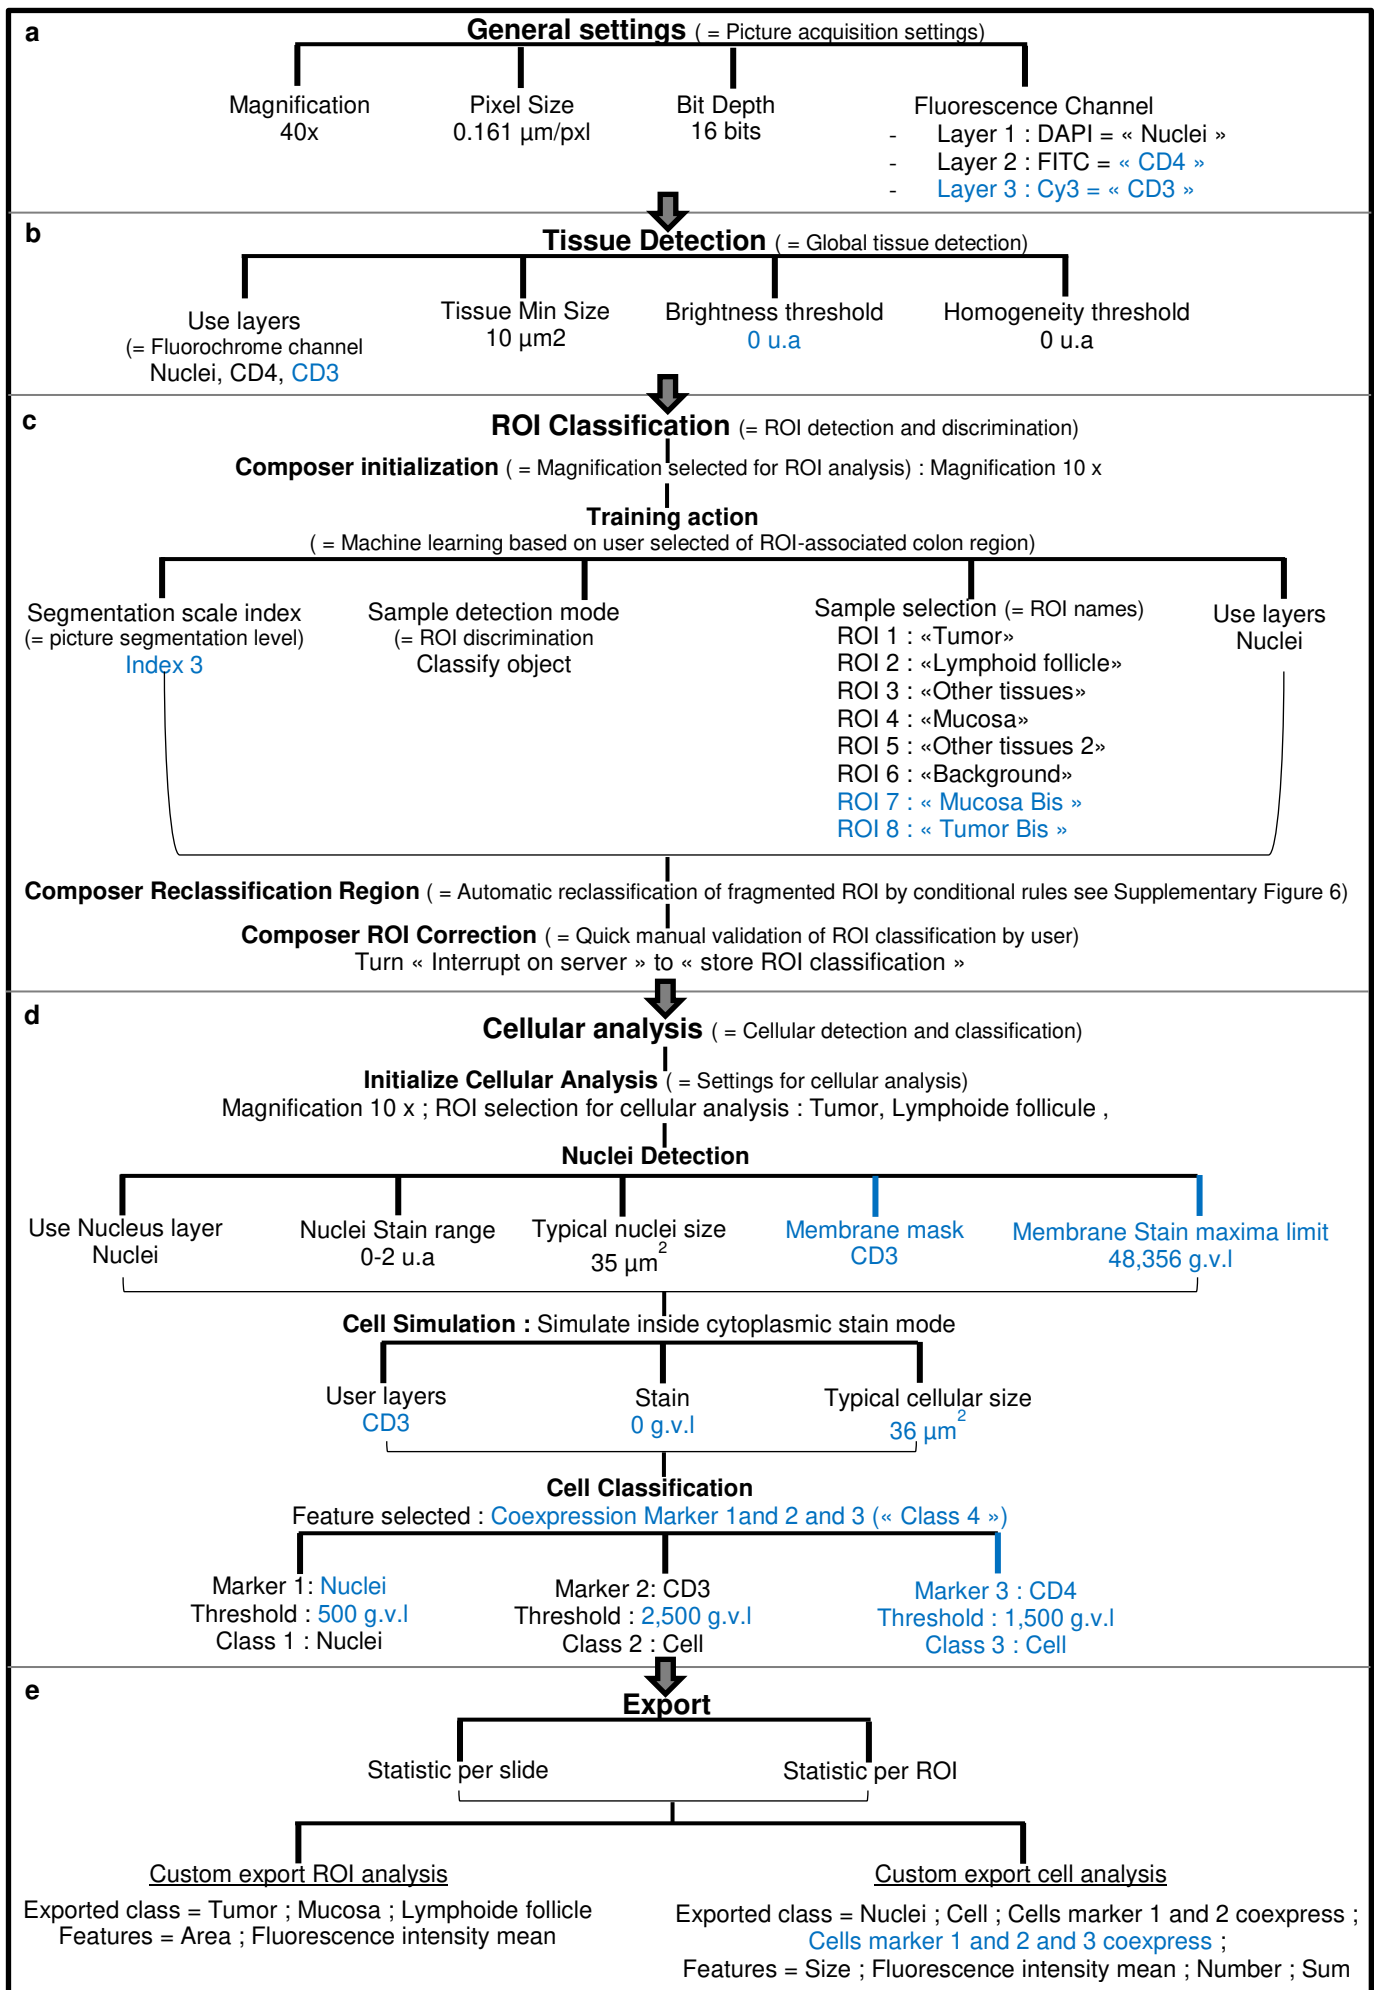 a
General settings ( = Picture acquisition settings)
Magnification
40x
Pixel Size
0.161 µm/pxl
Bit Depth
16 bits
Fluorescence Channel
- Layer 1 : DAPI = « Nuclei »
- Layer 2 : FITC = « CD4 »
- Layer 3 : Cy3 = « CD3 »
b
Tissue Detection ( = Global tissue detection)
Use layers
(= Fluorochrome channel
Nuclei, CD4, CD3
Tissue Min Size
10 µm2
Brightness threshold
0 u.a
Homogeneity threshold
0 u.a
c
ROI Classification (= ROI detection and discrimination)
Composer initialization ( = Magnification selected for ROI analysis) : Magnification 10 x
Training action
( = Machine learning based on user selected of ROI-associated colon region)
Segmentation scale index
(= picture segmentation level)
Index 3
Sample detection mode
(= ROI discrimination
Classify object
Sample selection (= ROI names)
ROI 1 : «Tumor»
ROI 2 : «Lymphoid follicle»
ROI 3 : «Other tissues»
ROI 4 : «Mucosa»
ROI 5 : «Other tissues 2»
ROI 6 : «Background»
ROI 7 : « Mucosa Bis »
ROI 8 : « Tumor Bis »
Use layers
Nuclei
Composer Reclassification Region ( = Automatic reclassification of fragmented ROI by conditional rules see Supplementary Figure 6)
Composer ROI Correction ( = Quick manual validation of ROI classification by user)
Turn « Interrupt on server » to « store ROI classification »
d
Cellular analysis ( = Cellular detection and classification)
Initialize Cellular Analysis ( = Settings for cellular analysis)
Magnification 10 x ; ROI selection for cellular analysis : Tumor, Lymphoide follicule ,
Nuclei Detection
Use Nucleus layer
Nuclei
Nuclei Stain range
0-2 u.a
Typical nuclei size
35 µm²
Membrane mask
CD3
Membrane Stain maxima limit
48,356 g.v.l
Cell Simulation : Simulate inside cytoplasmic stain mode
User layers
CD3
Stain
0 g.v.l
Typical cellular size
36 µm²
Cell Classification
Feature selected : Coexpression Marker 1and 2 and 3 (« Class 4 »)
Marker 1: Nuclei
Threshold : 500 g.v.l
Class 1 : Nuclei
Marker 2: CD3
Threshold : 2,500 g.v.l
Class 2 : Cell
Marker 3 : CD4
Threshold : 1,500 g.v.l
Class 3 : Cell
e
Export
Statistic per slide
Statistic per ROI
Custom export ROI analysis
Exported class = Tumor ; Mucosa ; Lymphoide follicle
Features = Area ; Fluorescence intensity mean
Custom export cell analysis
Exported class = Nuclei ; Cell ; Cells marker 1 and 2 coexpress ;
Cells marker 1 and 2 and 3 coexpress ;
Features = Size ; Fluorescence intensity mean ; Number ; Sum